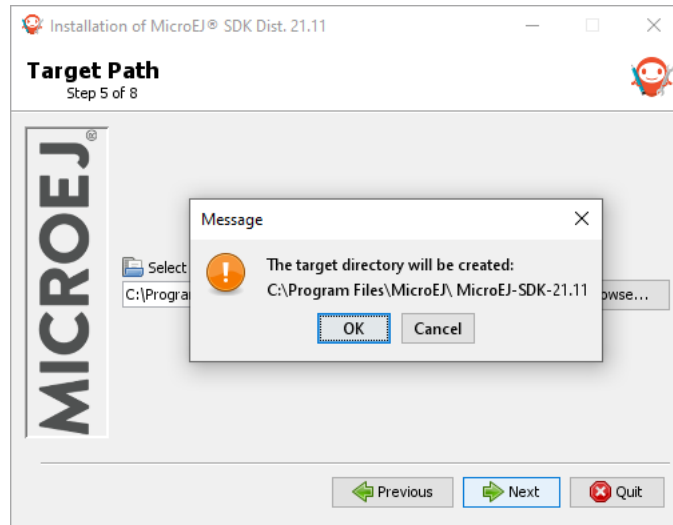 Installation of MicroEJ® SDK Dist. 21.11
Target Path
Step 5 of 8
MICROEJ®
Message
The target directory will be created:
C:\Program Files\MicroEJ\ MicroEJ-SDK-21.11
OK
Cancel
Select
C:\Progra
owse...
Previous
Next
Quit